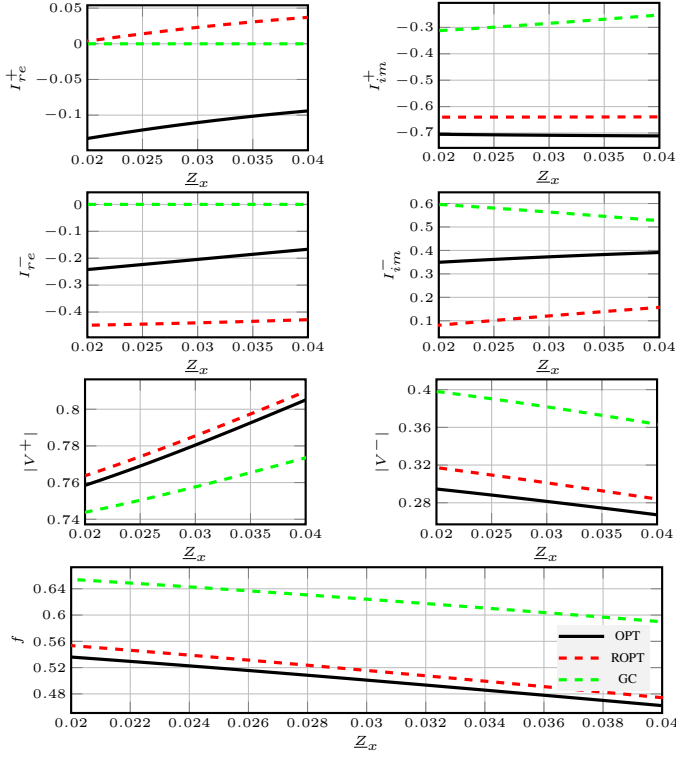 0.05
0
−0.05
−0.1
I⁺re
0.02 0.025 0.03 0.035 0.04
Z_x
−0.3
−0.4
−0.5
−0.6
−0.7
I⁺im
0.02 0.025 0.03 0.035 0.04
Z_x
0
−0.1
−0.2
−0.3
−0.4
I⁻re
0.02 0.025 0.03 0.035 0.04
Z_x
0.6
0.5
0.4
0.3
0.2
0.1
I⁻im
0.02 0.025 0.03 0.035 0.04
Z_x
0.8
0.78
0.76
0.74
|V⁺|
0.02 0.025 0.03 0.035 0.04
Z_x
0.4
0.36
0.32
0.28
|V⁻|
0.02 0.025 0.03 0.035 0.04
Z_x
0.64
0.6
0.56
0.52
0.48
f
OPT
ROPT
GC
0.02 0.022 0.024 0.026 0.028 0.03 0.032 0.034 0.036 0.038 0.04
Z_x